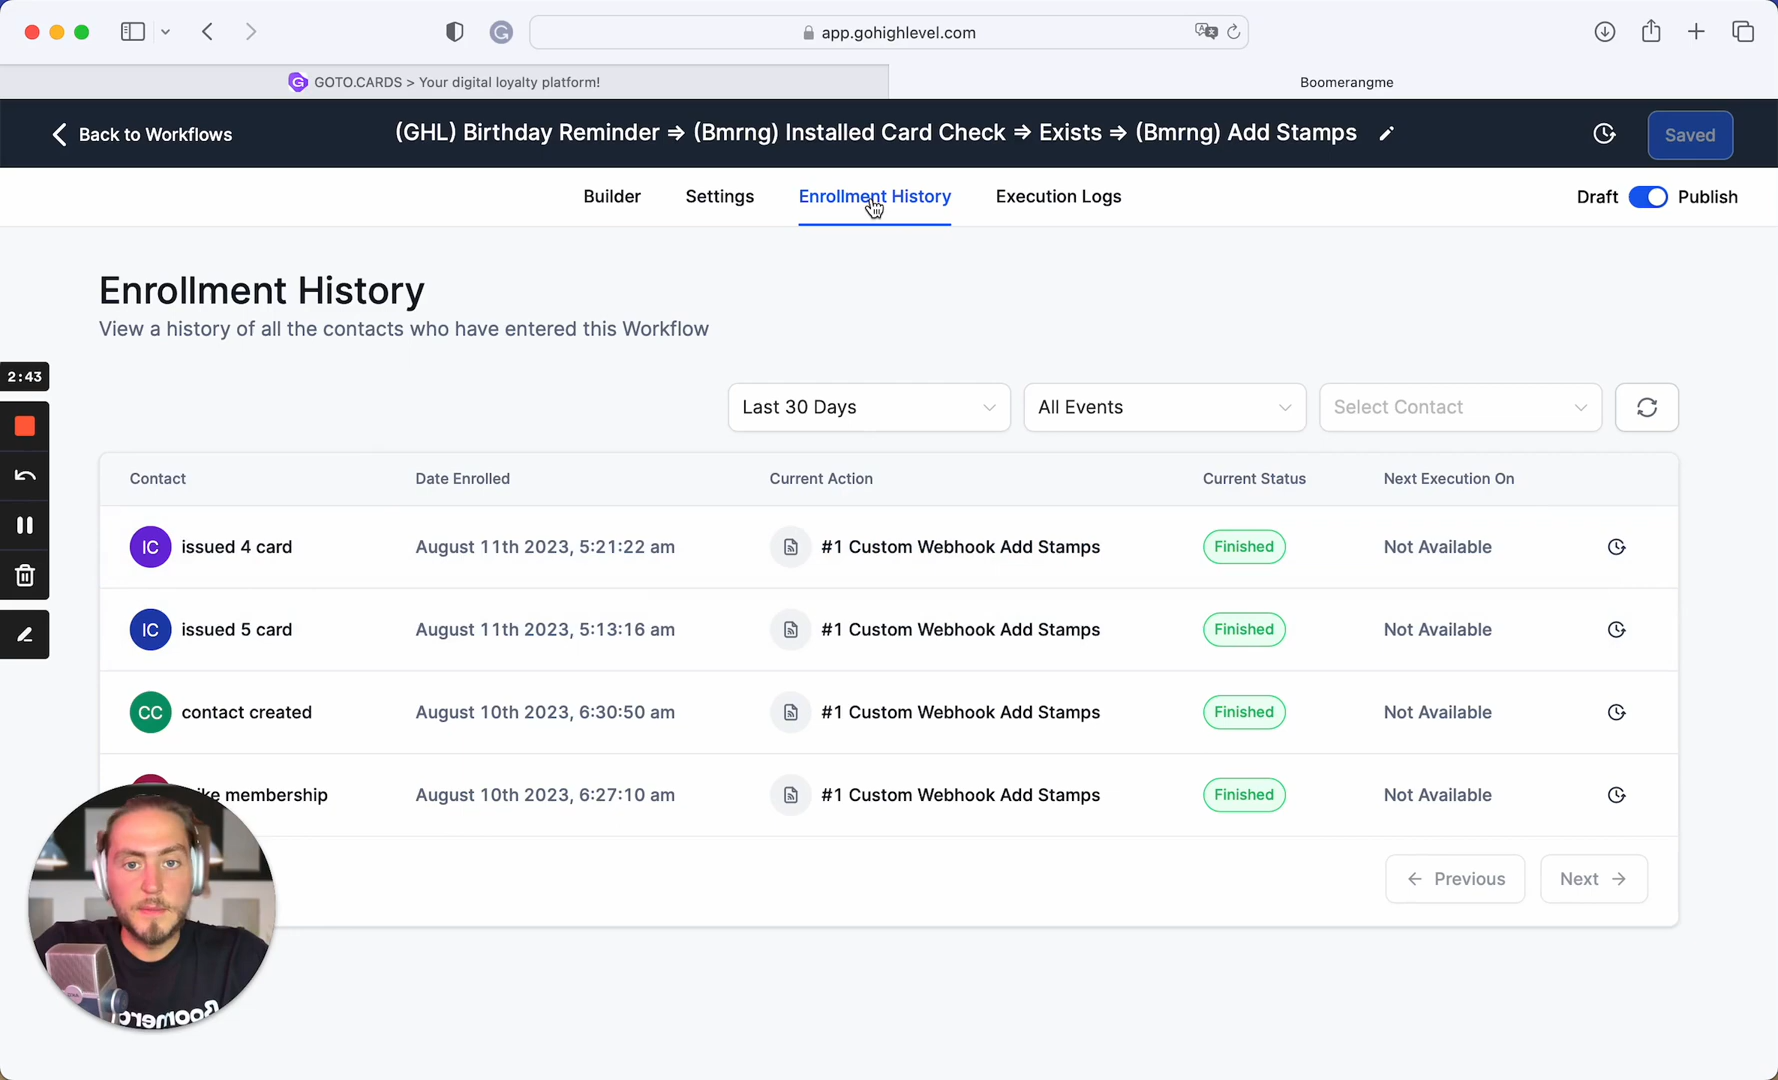 app.gohighlevel.com
GOTO.CARDS > Your digital loyalty platform!
Boomerangme
Back to Workflows
(GHL) Birthday Reminder ⇒ (Bmrng) Installed Card Check ⇒ Exists ⇒ (Bmrng) Add Stamps
Saved
Builder
Settings
Enrollment History
Execution Logs
Draft
Publish
Enrollment History
View a history of all the contacts who have entered this Workflow
2:43
Last 30 Days
All Events
Select Contact
Contact
Date Enrolled
Current Action
Current Status
Next Execution On
IC issued 4 card August 11th 2023, 5:21:22 am #1 Custom Webhook Add Stamps Finished Not Available
IC issued 5 card August 11th 2023, 5:13:16 am #1 Custom Webhook Add Stamps Finished Not Available
CC contact created August 10th 2023, 6:30:50 am #1 Custom Webhook Add Stamps Finished Not Available
membership August 10th 2023, 6:27:10 am #1 Custom Webhook Add Stamps Finished Not Available
← Previous
Next →